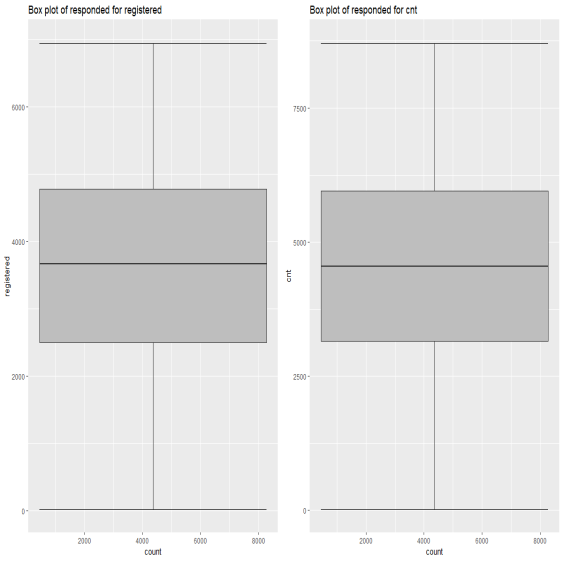 Box plot of responded for registered
6000
4000
2000
0
registered
2000 4000 6000 8000
count
Box plot of responded for cnt
7500
5000
2500
0
cnt
2000 4000 6000 8000
count